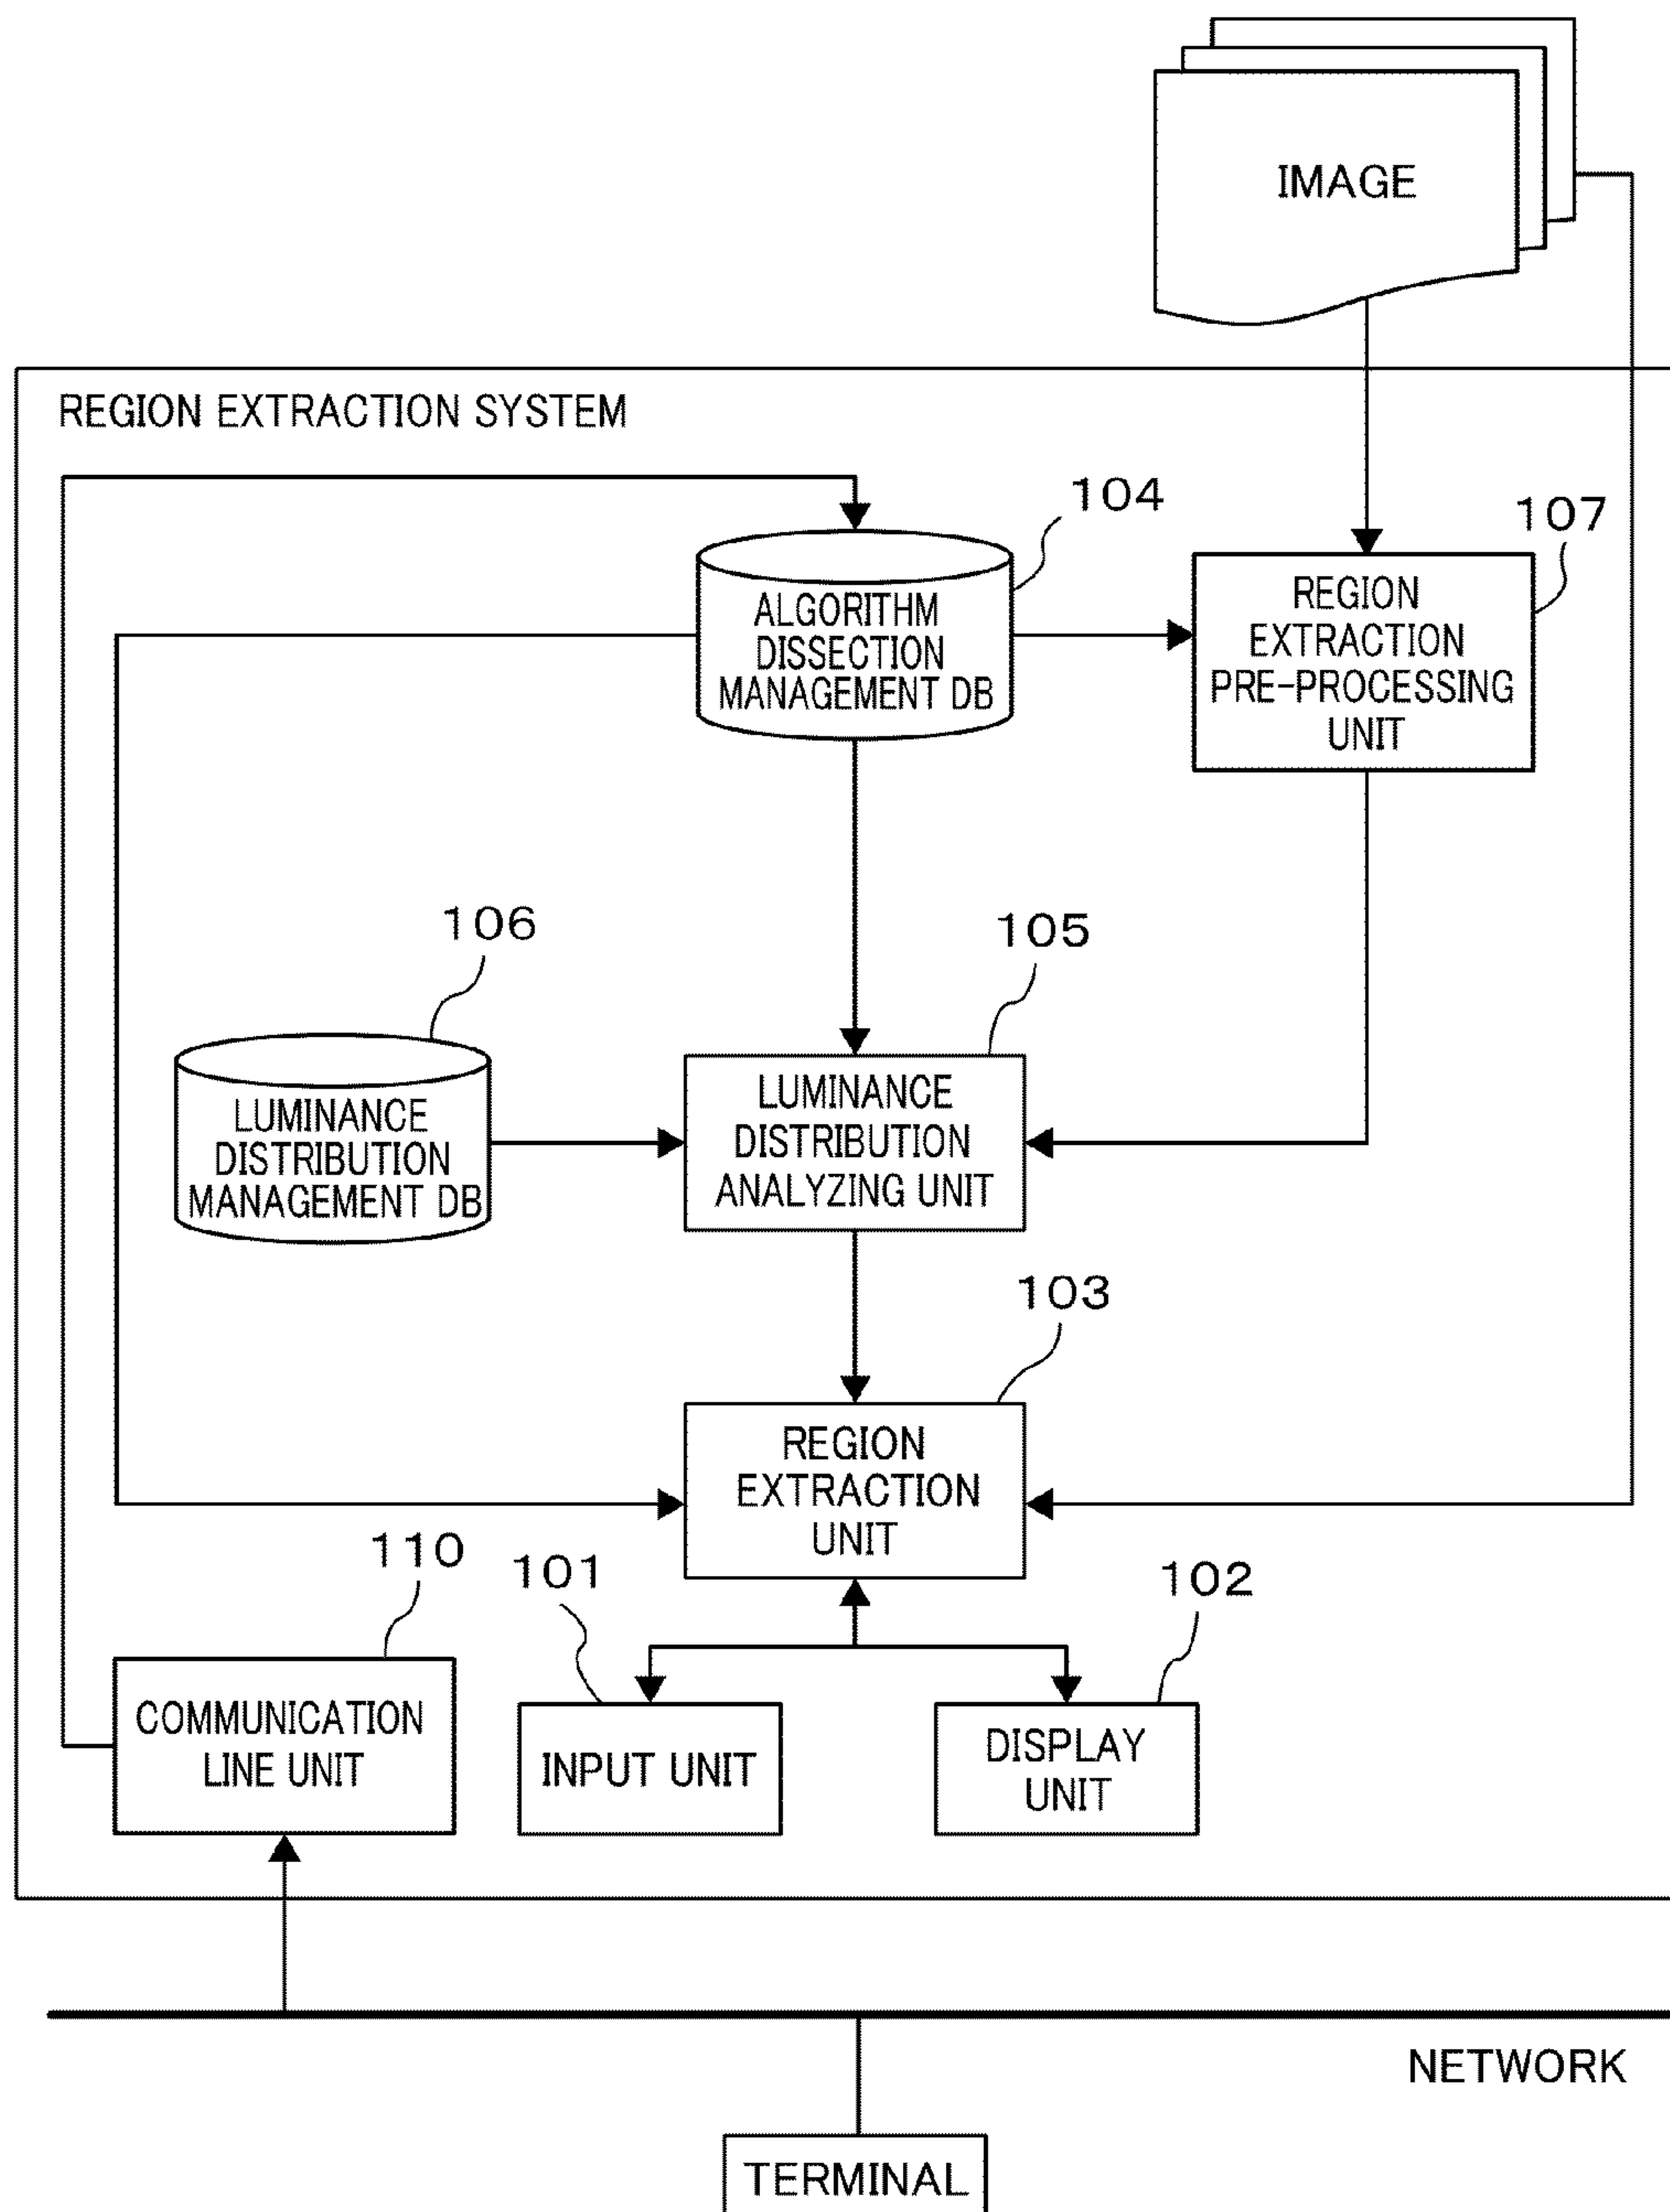 IMAGE
REGION EXTRACTION SYSTEM
104
107
ALGORITHM
DISSECTION
MANAGEMENT DB
REGION
EXTRACTION
PRE-PROCESSING
UNIT
106
105
LUMINANCE
DISTRIBUTION
MANAGEMENT DB
LUMINANCE
DISTRIBUTION
ANALYZING UNIT
103
REGION
EXTRACTION
UNIT
110
101
102
COMMUNICATION
LINE UNIT
INPUT UNIT
DISPLAY
UNIT
NETWORK
TERMINAL